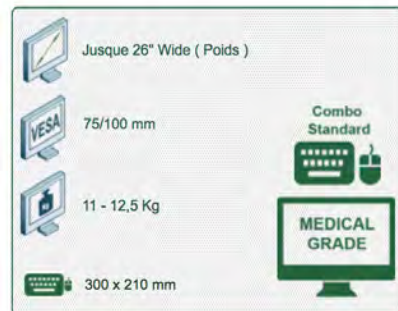 Jusque 26" Wide ( Poids )
VESA
75/100 mm
KG
11 - 12,5 Kg
300 x 210 mm
Combo
Standard
MEDICAL
GRADE